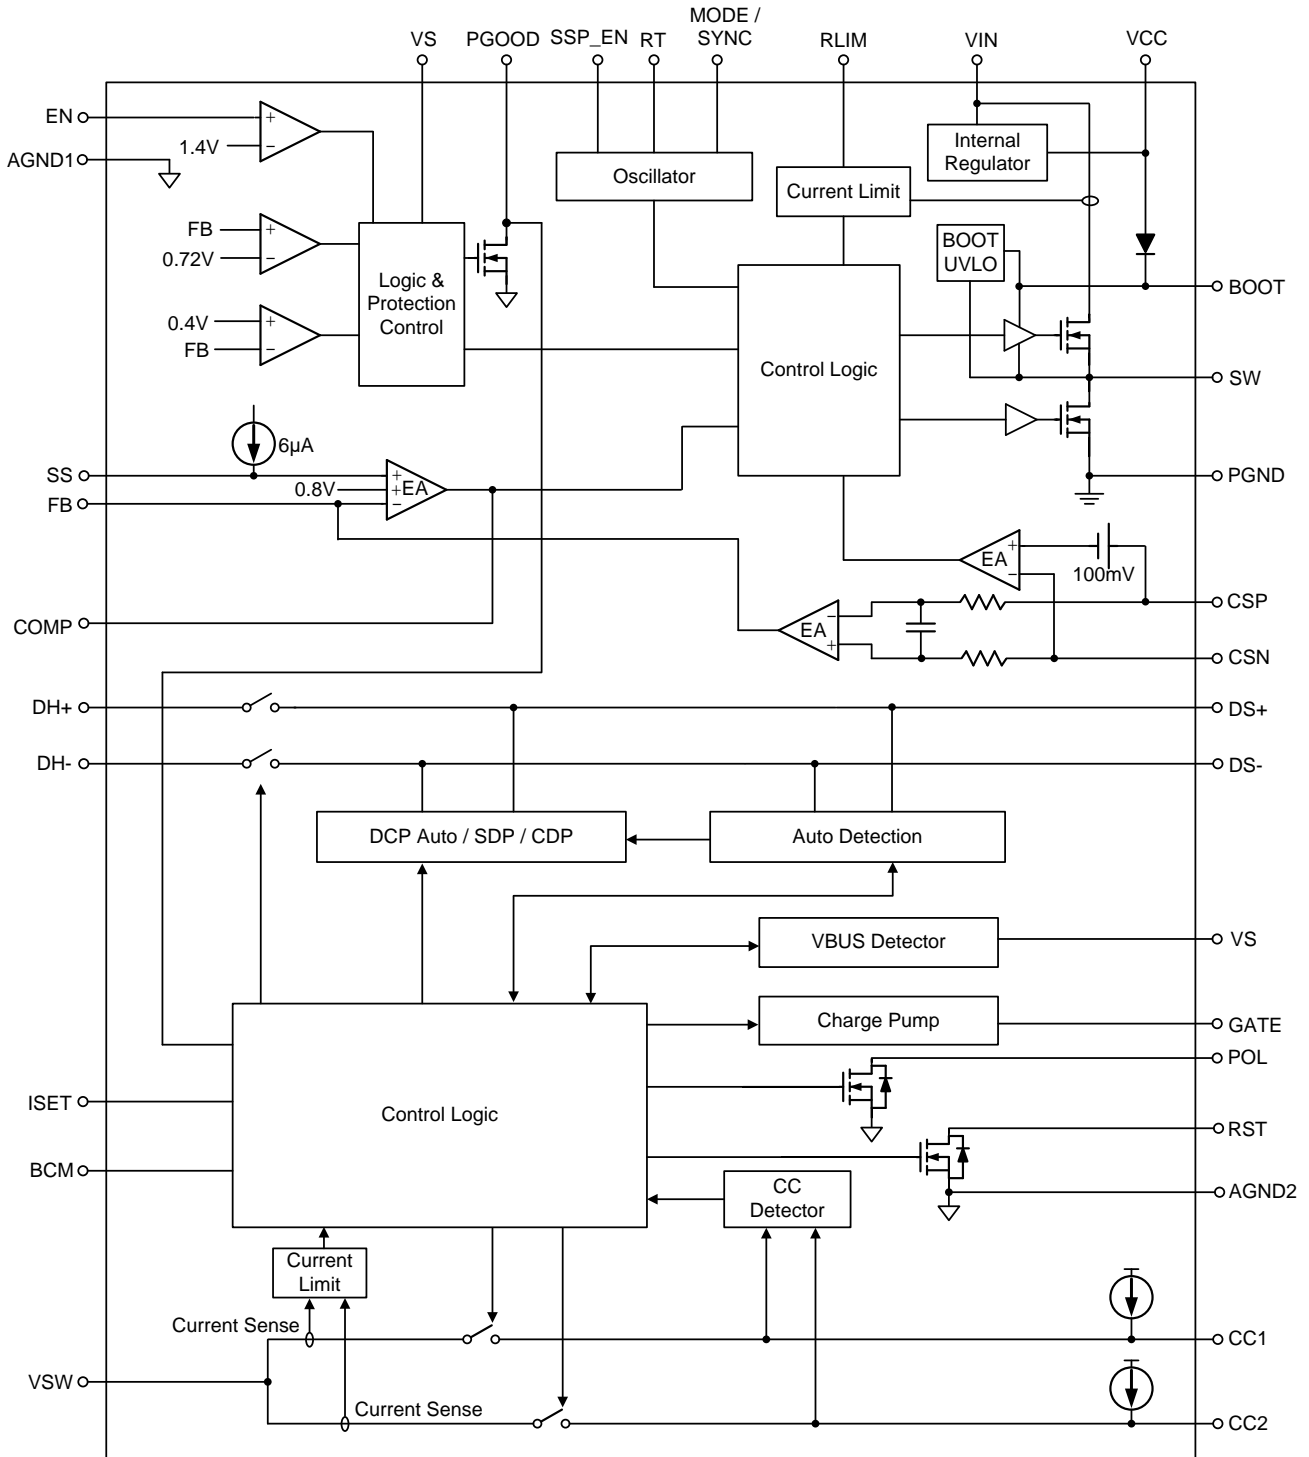 MODE /
VS PGOOD SSP_EN RT SYNC RLIM VIN VCC
EN
+
1.4V
−
AGND1
Internal
Regulator
Oscillator
Current Limit
FB
+
0.72V
−
BOOT
UVLO
Logic &
Protection
Control
BOOT
0.4V
+
FB
−
Control Logic
SW
6µA
SS
+
0.8V
+
EA
FB
−
PGND
+
EA
−
100mV
CSP
COMP
−
EA
+
CSN
DH+
DS+
DH-
DS-
DCP Auto / SDP / CDP
Auto Detection
VBUS Detector
VS
Charge Pump
GATE
POL
ISET
Control Logic
RST
BCM
CC
Detector
AGND2
Current
Limit
Current Sense
CC1
VSW
Current Sense
CC2